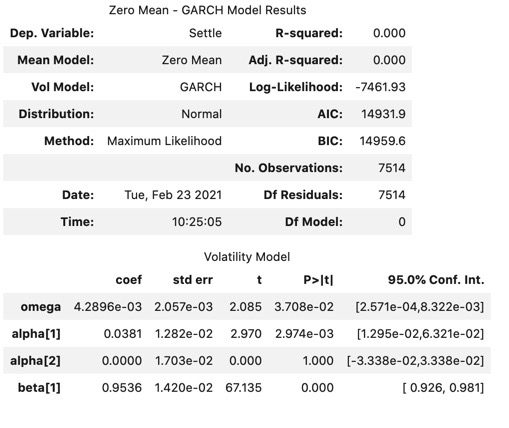 Zero Mean - GARCH Model Results
Dep. Variable: Settle R-squared: 0.000
Mean Model: Zero Mean Adj. R-squared: 0.000
Vol Model: GARCH Log-Likelihood: -7461.93
Distribution: Normal AIC: 14931.9
Method: Maximum Likelihood BIC: 14959.6
No. Observations: 7514
Date: Tue, Feb 23 2021 Df Residuals: 7514
Time: 10:25:05 Df Model: 0
Volatility Model
coef std err t P>|t| 95.0% Conf. Int.
omega 4.2896e-03 2.057e-03 2.085 3.708e-02 [2.571e-04,8.322e-03]
alpha[1] 0.0381 1.282e-02 2.970 2.974e-03 [1.295e-02,6.321e-02]
alpha[2] 0.0000 1.703e-02 0.000 1.000 [-3.338e-02,3.338e-02]
beta[1] 0.9536 1.420e-02 67.135 0.000 [ 0.926, 0.981]